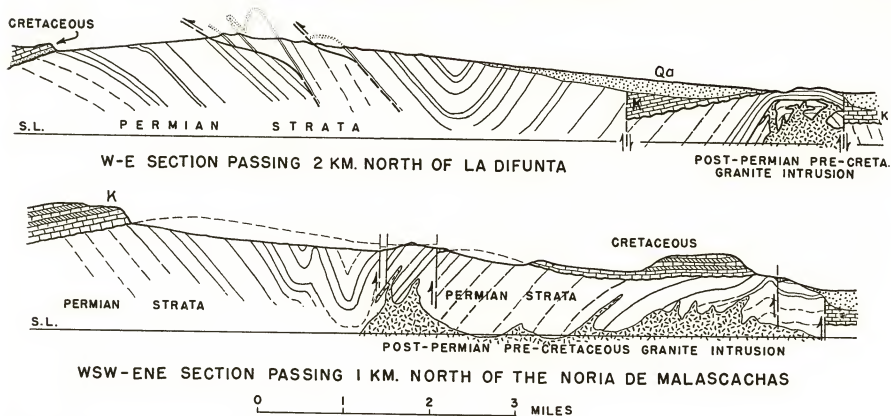 CRETACEOUS
Qa
K
K
S.L.
PERMIAN STRATA
W-E SECTION PASSING 2 KM. NORTH OF LA DIFUNTA
POST-PERMIAN PRE-CRETA.
GRANITE INTRUSION
K
CRETACEOUS
PERMIAN STRATA
PERMIAN STRATA
S.L.
POST-PERMIAN PRE-CRETACEOUS GRANITE INTRUSION
WSW-ENE SECTION PASSING 1 KM. NORTH OF THE NORIA DE MALASCACHAS
0 1 2 3 MILES